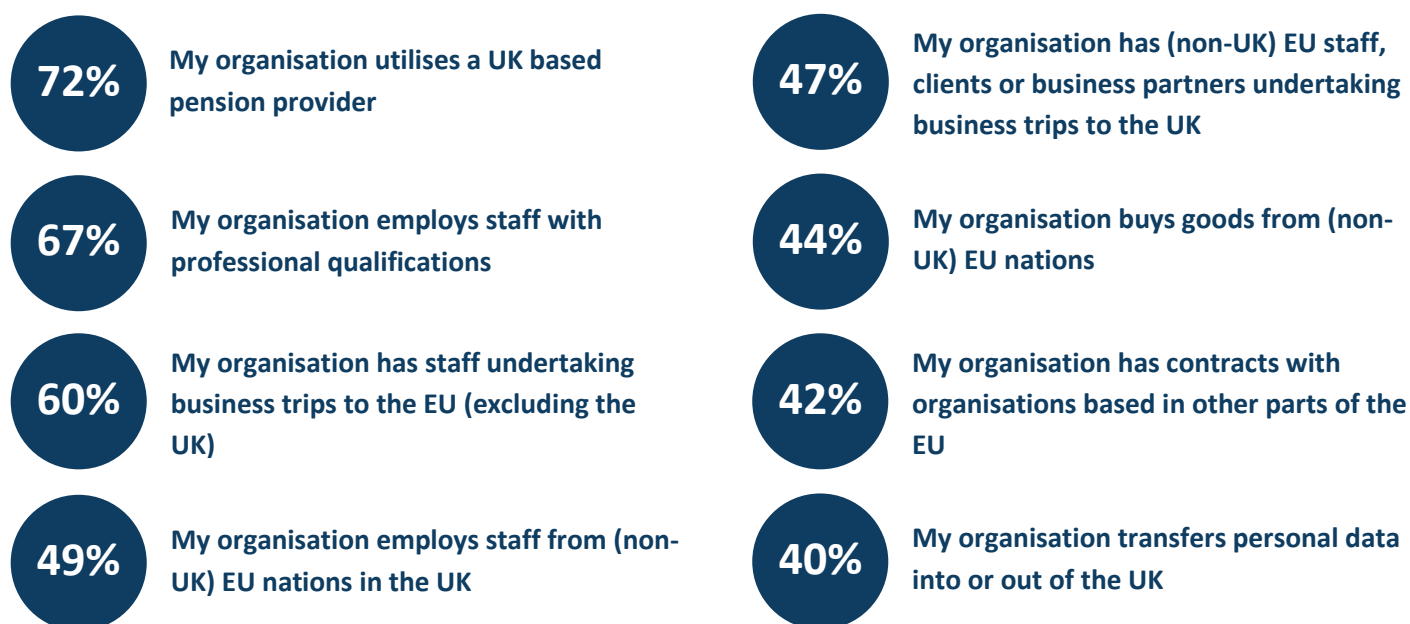 72%
My organisation utilises a UK based
pension provider
67%
My organisation employs staff with
professional qualifications
60%
My organisation has staff undertaking
business trips to the EU (excluding the
UK)
49%
My organisation employs staff from (non-
UK) EU nations in the UK
47%
My organisation has (non-UK) EU staff,
clients or business partners undertaking
business trips to the UK
44%
My organisation buys goods from (non-
UK) EU nations
42%
My organisation has contracts with
organisations based in other parts of the
EU
40%
My organisation transfers personal data
into or out of the UK